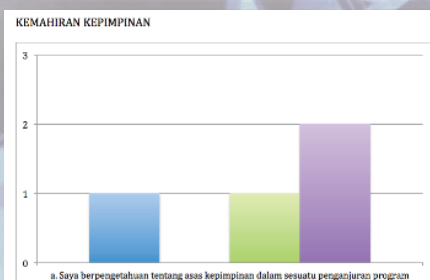 KEMAHIRAN KEPIMPINAN
3
2
1
0
a. Saya berpengetahuan tentang asas kepimpinan dalam sesuatu penganjuran program